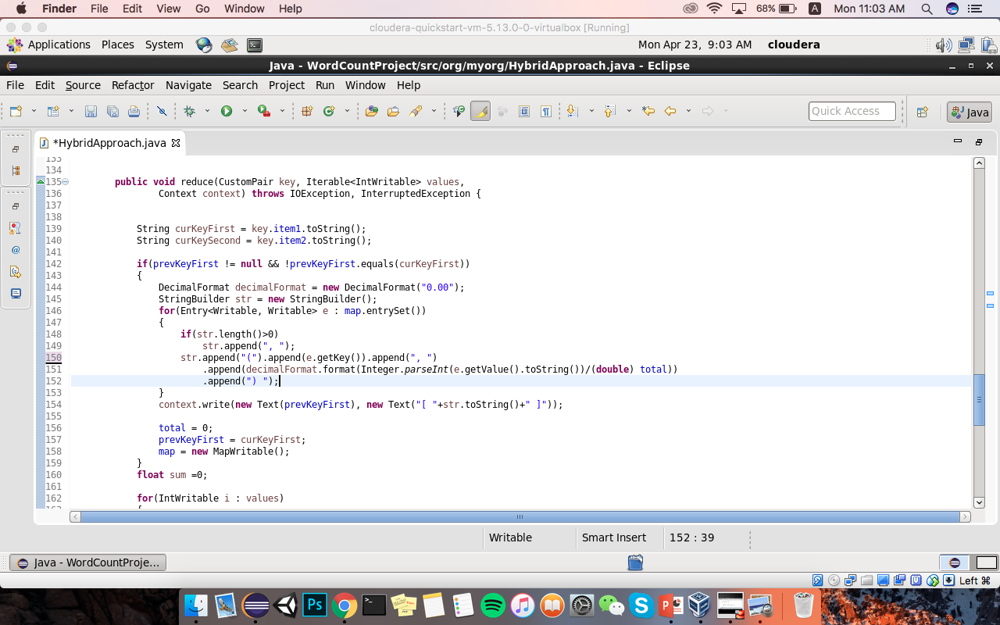 Finder File Edit View Go Window Help 68% A Mon 11:03 AM
cloudera-quickstart-vm-5.13.0-0-virtualbox [Running]
Applications Places System Mon Apr 23, 9:03 AM cloudera
Java - WordCountProject/src/org/myorg/HybridApproach.java - Eclipse
File Edit Source Refactor Navigate Search Project Run Window Help
Quick Access Java
*HybridApproach.java
133
134
135 public void reduce(CustomPair key, Iterable<IntWritable> values,
136 Context context) throws IOException, InterruptedException {
137
138
139 String curKeyFirst = key.item1.toString();
140 String curKeySecond = key.item2.toString();
141
142 if(prevKeyFirst != null && !prevKeyFirst.equals(curKeyFirst))
143 {
144 DecimalFormat decimalFormat = new DecimalFormat("0.00");
145 StringBuilder str = new StringBuilder();
146 for(Entry<Writable, Writable> e : map.entrySet())
147 {
148 if(str.length()>0)
149 str.append(", ");
150 str.append("(").append(e.getKey()).append(", ")
151 .append(decimalFormat.format(Integer.parseInt(e.getValue().toString())/(double) total))
152 .append(") ");
153 }
154 context.write(new Text(prevKeyFirst), new Text("[ "+str.toString()+" ]"));
155
156 total = 0;
157 prevKeyFirst = curKeyFirst;
158 map = new MapWritable();
159 }
160 float sum =0;
161
162 for(IntWritable i : values)
163 {
Writable Smart Insert 152 : 39
Java - WordCountProje...
Left ⌘
Ps